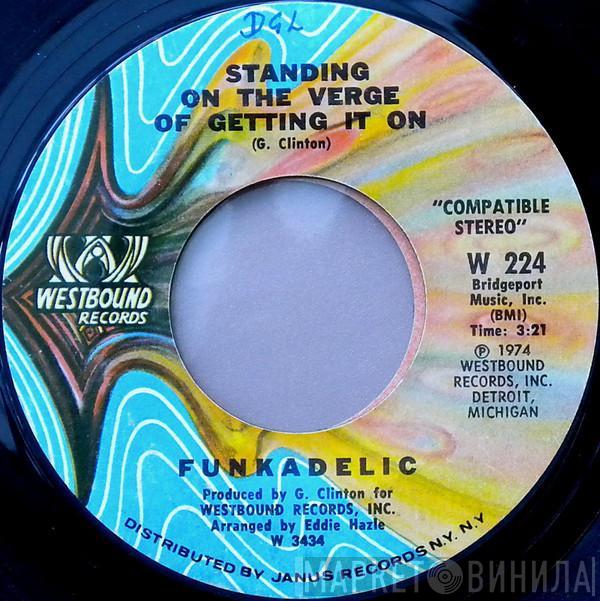 DGL
STANDING
ON THE VERGE
OF GETTING IT ON
(G. Clinton)
"COMPATIBLE
STEREO"
W 224
Bridgeport
Music, Inc.
(BMI)
Time: 3:21
℗ 1974
WESTBOUND
RECORDS, INC.
DETROIT,
MICHIGAN
WESTBOUND
RECORDS
FUNKADELIC
Produced by G. Clinton for
WESTBOUND RECORDS, INC.
Arranged by Eddie Hazle
W 3434
DISTRIBUTED BY JANUS RECORDS N.Y. N.Y
МАРКЕТ ВИНИЛА